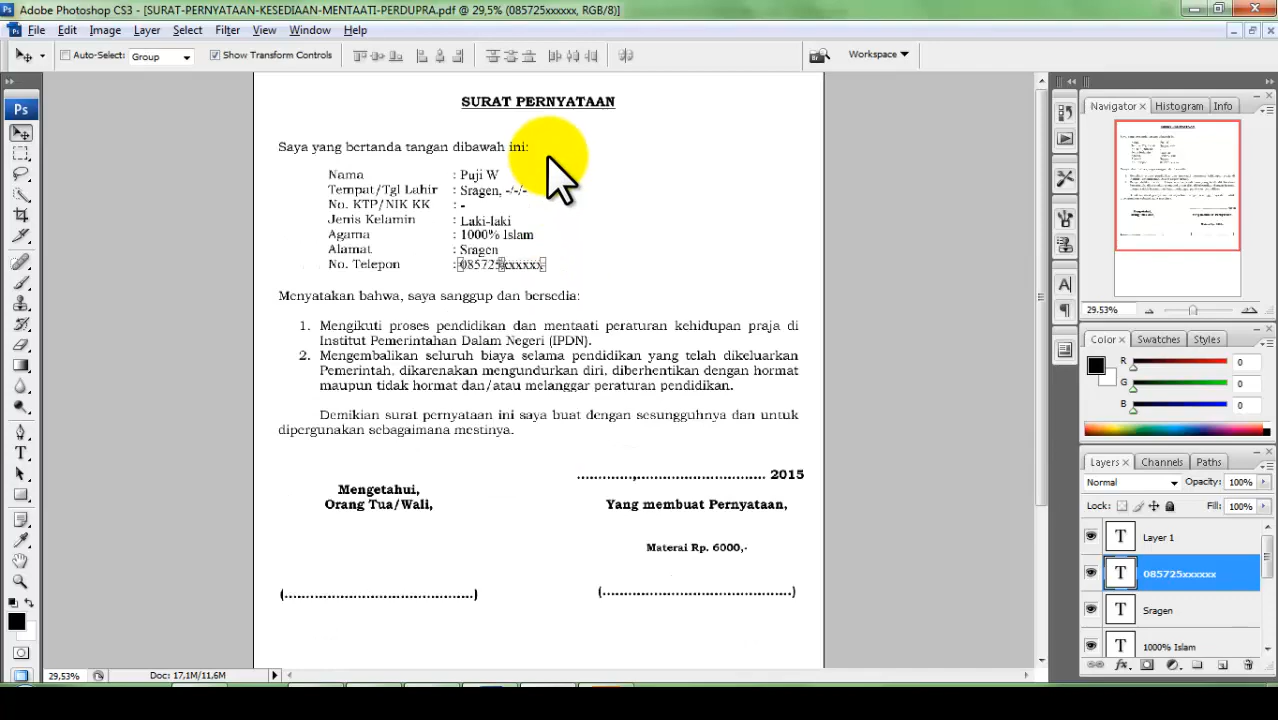 Adobe Photoshop CS3 - [SURAT-PERNYATAAN-KESEDIAAN-MENTAATI-PERDUPRA.pdf @ 29,5% (085725xxxxxx, RGB/8)]
File Edit Image Layer Select Filter View Window Help
Auto-Select: Group Show Transform Controls Workspace
Ps
Navigator Histogram Info
29.53%
Color Swatches Styles
R 0
G 0
B 0
Layers Channels Paths
Normal Opacity: 100%
Lock: Fill: 100%
T Layer 1
T 085725xxxxxx
T Sragen
T 1000% Islam
SURAT PERNYATAAN
Saya yang bertanda tangan dibawah ini:
Nama : Puji W
Tempat/Tgl Lahir : Sragen, -/-/-
No. KTP/NIK KK : -
Jenis Kelamin : Laki-laki
Agama : 1000% Islam
Alamat : Sragen
No. Telepon : 085725xxxxxx
Menyatakan bahwa, saya sanggup dan bersedia:
1. Mengikuti proses pendidikan dan mentaati peraturan kehidupan praja di
Institut Pemerintahan Dalam Negeri (IPDN).
2. Mengembalikan seluruh biaya selama pendidikan yang telah dikeluarkan
Pemerintah, dikarenakan mengundurkan diri, diberhentikan dengan hormat
maupun tidak hormat dan/atau melanggar peraturan pendidikan.
Demikian surat pernyataan ini saya buat dengan sesungguhnya dan untuk
dipergunakan sebagaimana mestinya.
............,........................... 2015
Mengetahui,
Orang Tua/Wali,
Yang membuat Pernyataan,
Materai Rp. 6000,-
(..........................................)
(..........................................)
29,53% Doc: 17,1M/11,6M